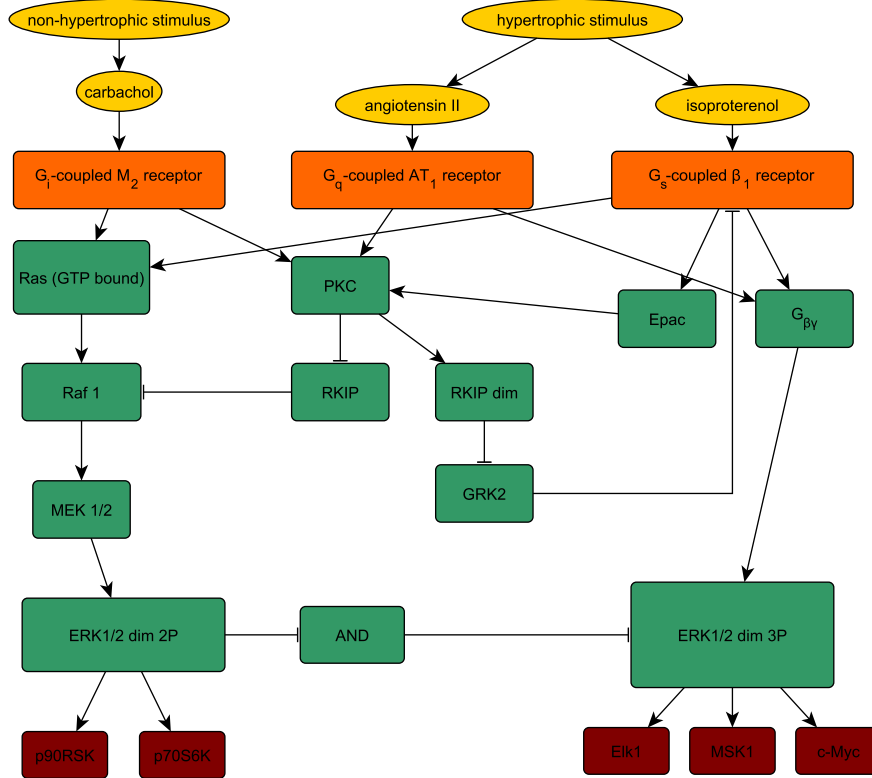 non-hypertrophic stimulus
hypertrophic stimulus
carbachol
angiotensin II
isoproterenol
Gi-coupled M2 receptor
Gq-coupled AT1 receptor
Gs-coupled β1 receptor
Ras (GTP bound)
PKC
Epac
Gβγ
Raf 1
RKIP
RKIP dim
MEK 1/2
GRK2
ERK1/2 dim 2P
AND
ERK1/2 dim 3P
p90RSK
p70S6K
Elk1
MSK1
c-Myc